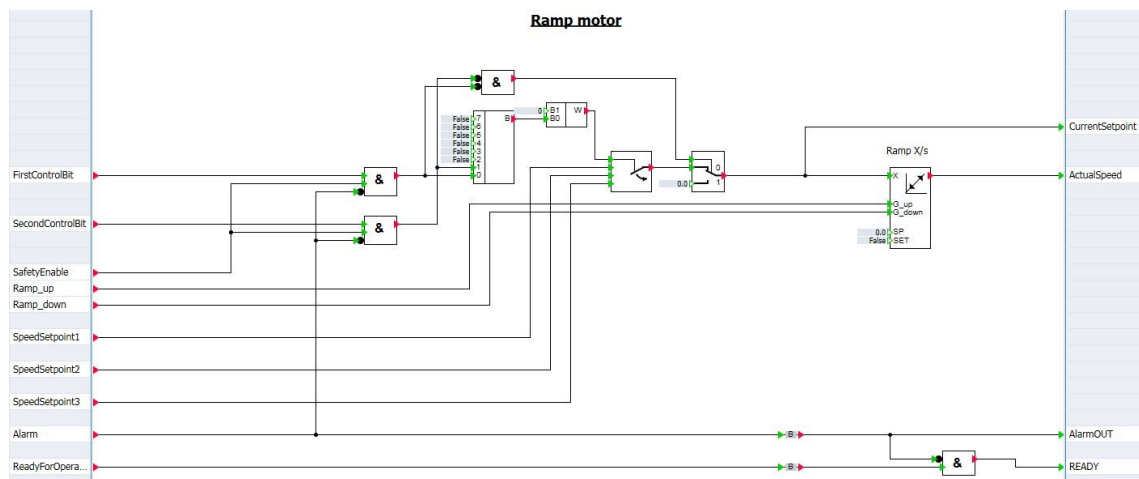 Ramp motor
&
False 7
False 6
False 5
False 4
False 3
False 2
1
0
B
0 B1 W
B0
Ramp X/s
0
1
0.0
X
G_up
G_down
0.0 SP
False SET
CurrentSetpoint
ActualSpeed
FirstControlBit
&
SecondControlBit
&
SafetyEnable
Ramp_up
Ramp_down
SpeedSetpoint1
SpeedSetpoint2
SpeedSetpoint3
Alarm
B
AlarmOUT
ReadyForOpera...
B
&
READY